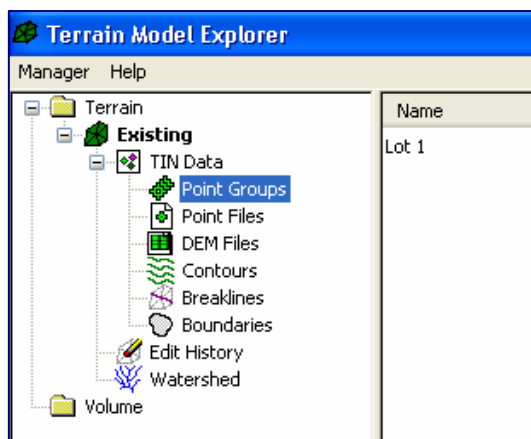 Terrain Model Explorer
Manager Help
Terrain
Existing
TIN Data
Point Groups
Point Files
DEM Files
Contours
Breaklines
Boundaries
Edit History
Watershed
Volume
Name
Lot 1